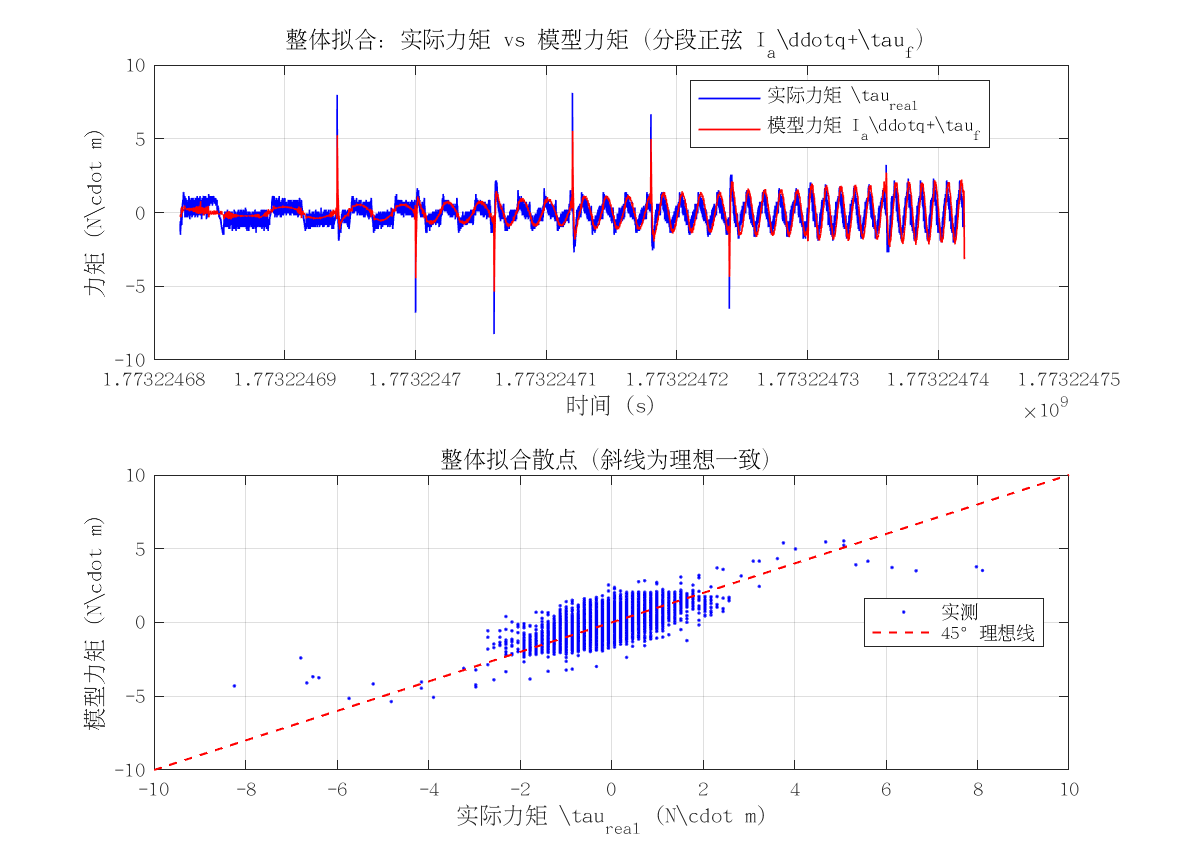 整体拟合: 实际力矩 vs 模型力矩 (分段正弦 I_a\ddotq+\tau_f)
10
5
0
-5
-10
力矩 (N\cdot m)
实际力矩 \tau_real
模型力矩 I_a\ddotq+\tau_f
1.77322468 1.77322469 1.7732247 1.77322471 1.77322472 1.77322473 1.77322474 1.77322475
时间 (s)
×10^9
整体拟合散点 (斜线为理想一致)
10
5
0
-5
-10
模型力矩 (N\cdot m)
实测
45° 理想线
-10 -8 -6 -4 -2 0 2 4 6 8 10
实际力矩 \tau_real (N\cdot m)